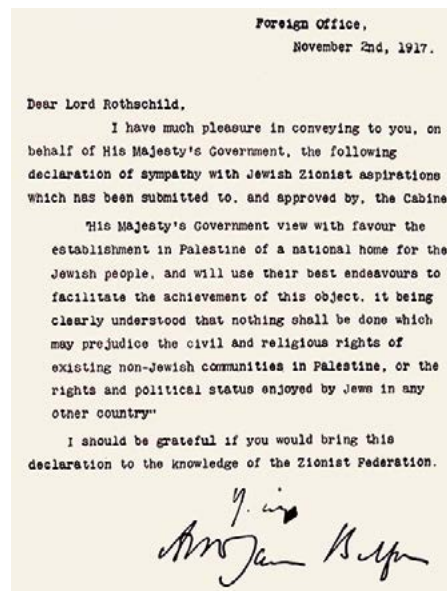 Foreign Office,
November 2nd, 1917.
Dear Lord Rothschild,
I have much pleasure in conveying to you, on
behalf of His Majesty's Government, the following
declaration of sympathy with Jewish Zionist aspirations
which has been submitted to, and approved by, the Cabine
"His Majesty's Government view with favour the
establishment in Palestine of a national home for the
Jewish people, and will use their best endeavours to
facilitate the achievement of this object, it being
clearly understood that nothing shall be done which
may prejudice the civil and religious rights of
existing non-Jewish communities in Palestine, or the
rights and political status enjoyed by Jews in any
other country"
I should be grateful if you would bring this
declaration to the knowledge of the Zionist Federation.
Arthur James Balfour